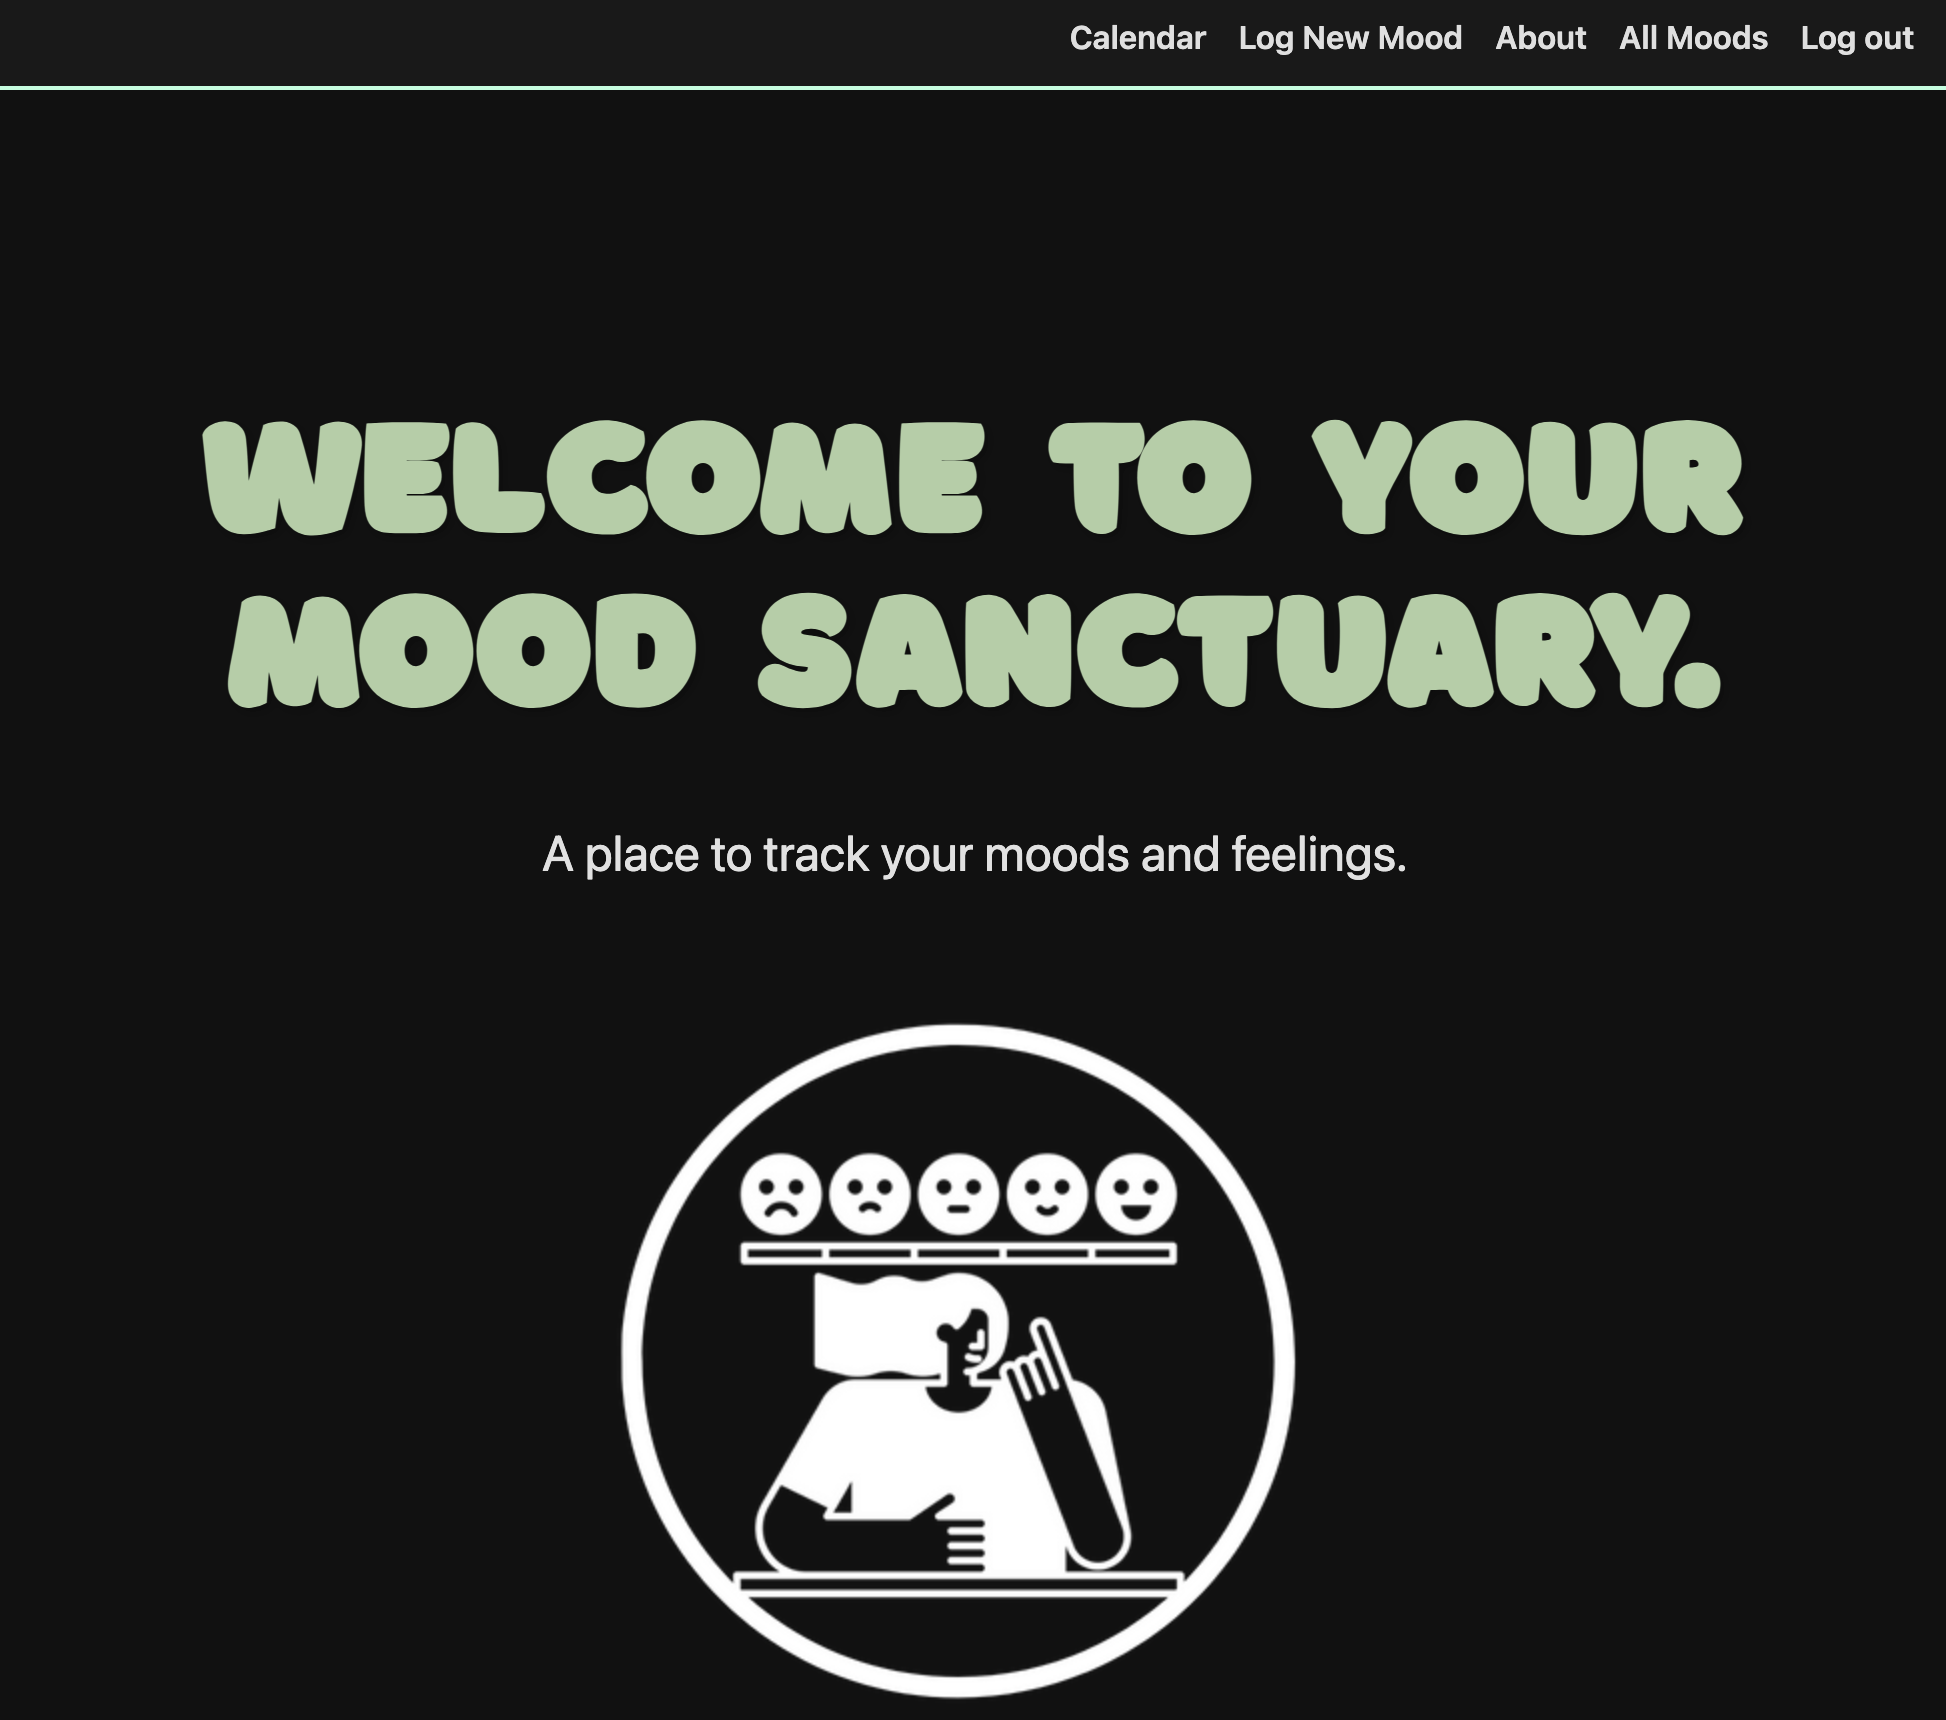 Calendar Log New Mood About All Moods Log out
WELCOME TO YOUR
MOOD SANCTUARY.
A place to track your moods and feelings.